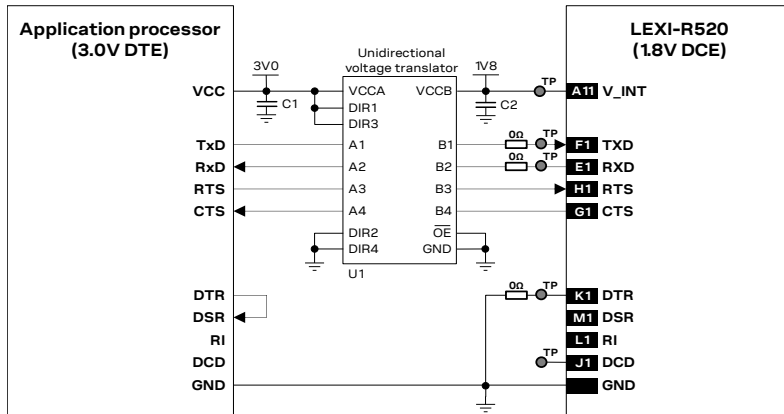 Application processor
(3.0V DTE)
LEXI-R520
(1.8V DCE)
Unidirectional
voltage translator
3V0
1V8
TP
VCC
C1
VCCA
VCCB
C2
A11
V_INT
DIR1
DIR3
0Ω
TP
TxD
A1
B1
F1
TXD
0Ω
TP
RxD
A2
B2
E1
RXD
RTS
A3
B3
H1
RTS
CTS
A4
B4
G1
CTS
DIR2
OE
DIR4
GND
U1
0Ω
TP
DTR
K1
DTR
DSR
M1
DSR
RI
L1
RI
TP
DCD
J1
DCD
GND
GND